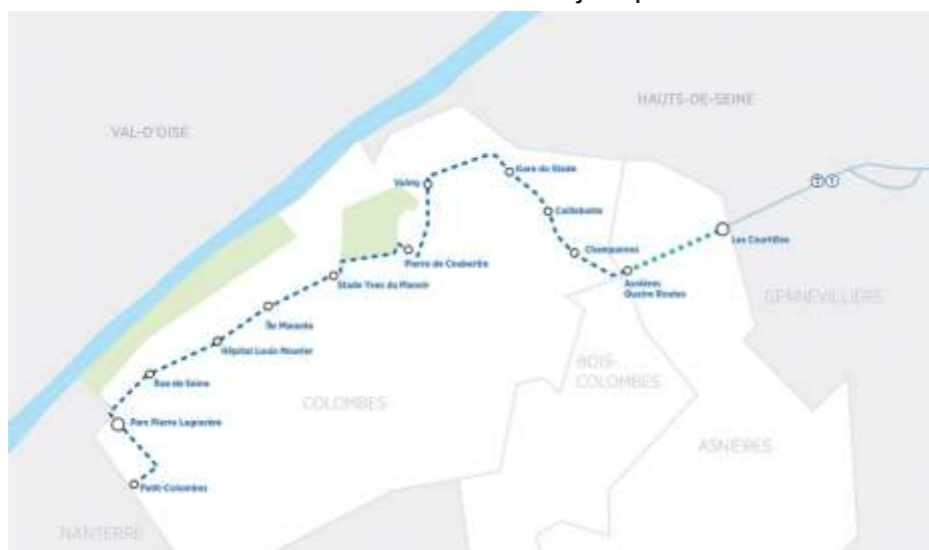 HAUTS-DE-SEINE
VAL-D'OISE
Gare du Stade
Valmy
T 1
Caillebotte
Les Courtilles
Champarons
Pierre de Coubertin
Stade Yves du Manoir
Asnières
Quatre Routes
GENNEVILLIERS
Île Marante
Hôpital Louis Mourier
BOIS-
COLOMBES
Rue de Seine
COLOMBES
Parc Pierre Lagravère
ASNIÈRES
Petit-Colombes
NANTERRE